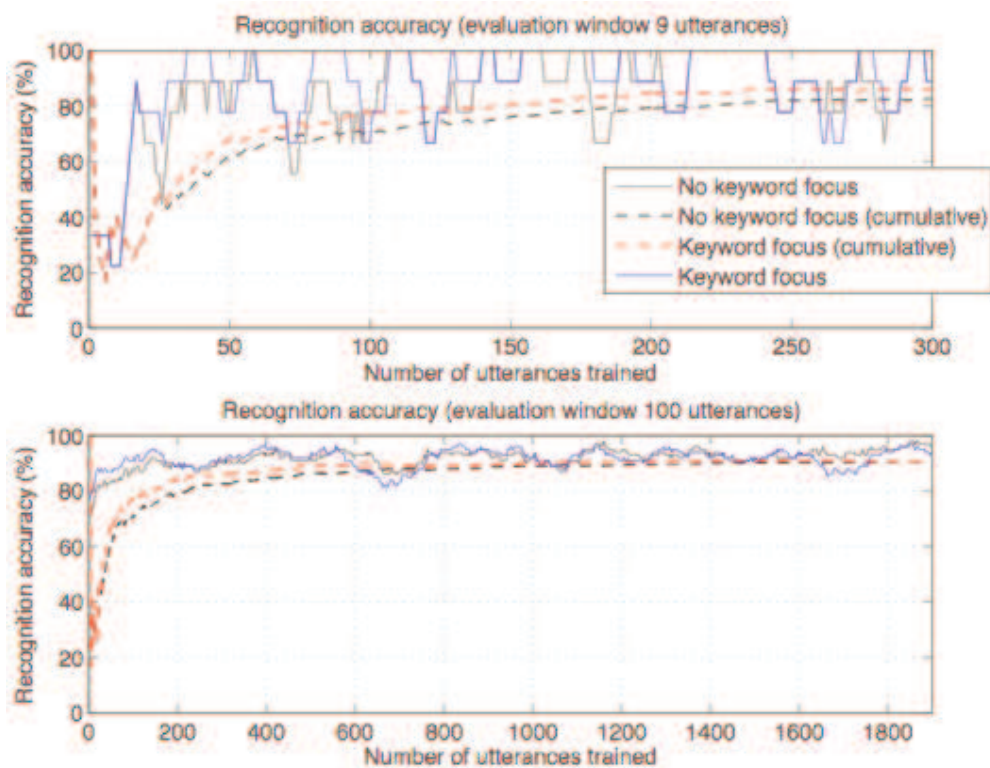 Recognition accuracy (evaluation window 9 utterances)
Recognition accuracy (%)
100
80
60
40
20
0
No keyword focus
No keyword focus (cumulative)
Keyword focus (cumulative)
Keyword focus
0 50 100 150 200 250 300
Number of utterances trained
Recognition accuracy (evaluation window 100 utterances)
Recognition accuracy (%)
100
80
60
40
20
0
0 200 400 600 800 1000 1200 1400 1600 1800
Number of utterances trained